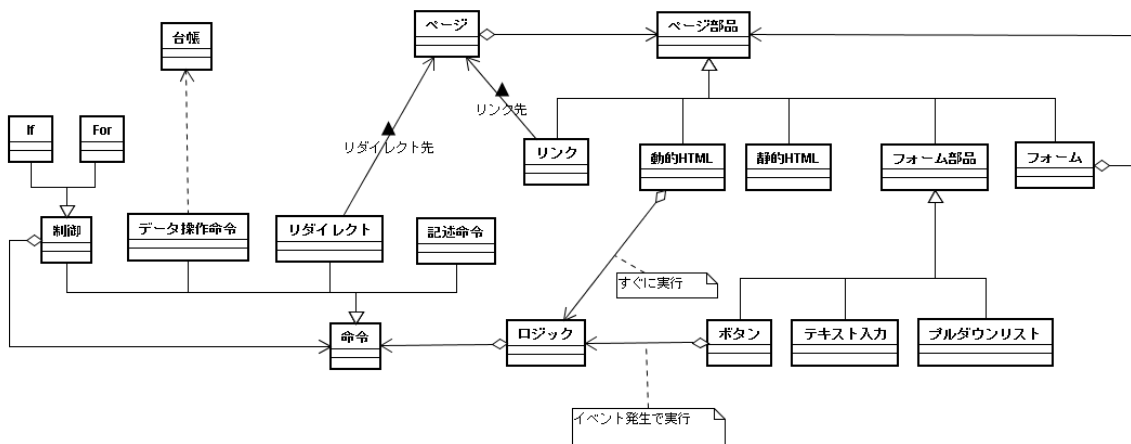 ページ
ページ部品
台帳
リンク先
If
For
リダイレクト先
リンク
動的HTML
静的HTML
フォーム部品
フォーム
制御
データ操作命令
リダイレクト
記述命令
すぐに実行
命令
ロジック
ボタン
テキスト入力
プルダウンリスト
イベント発生で実行